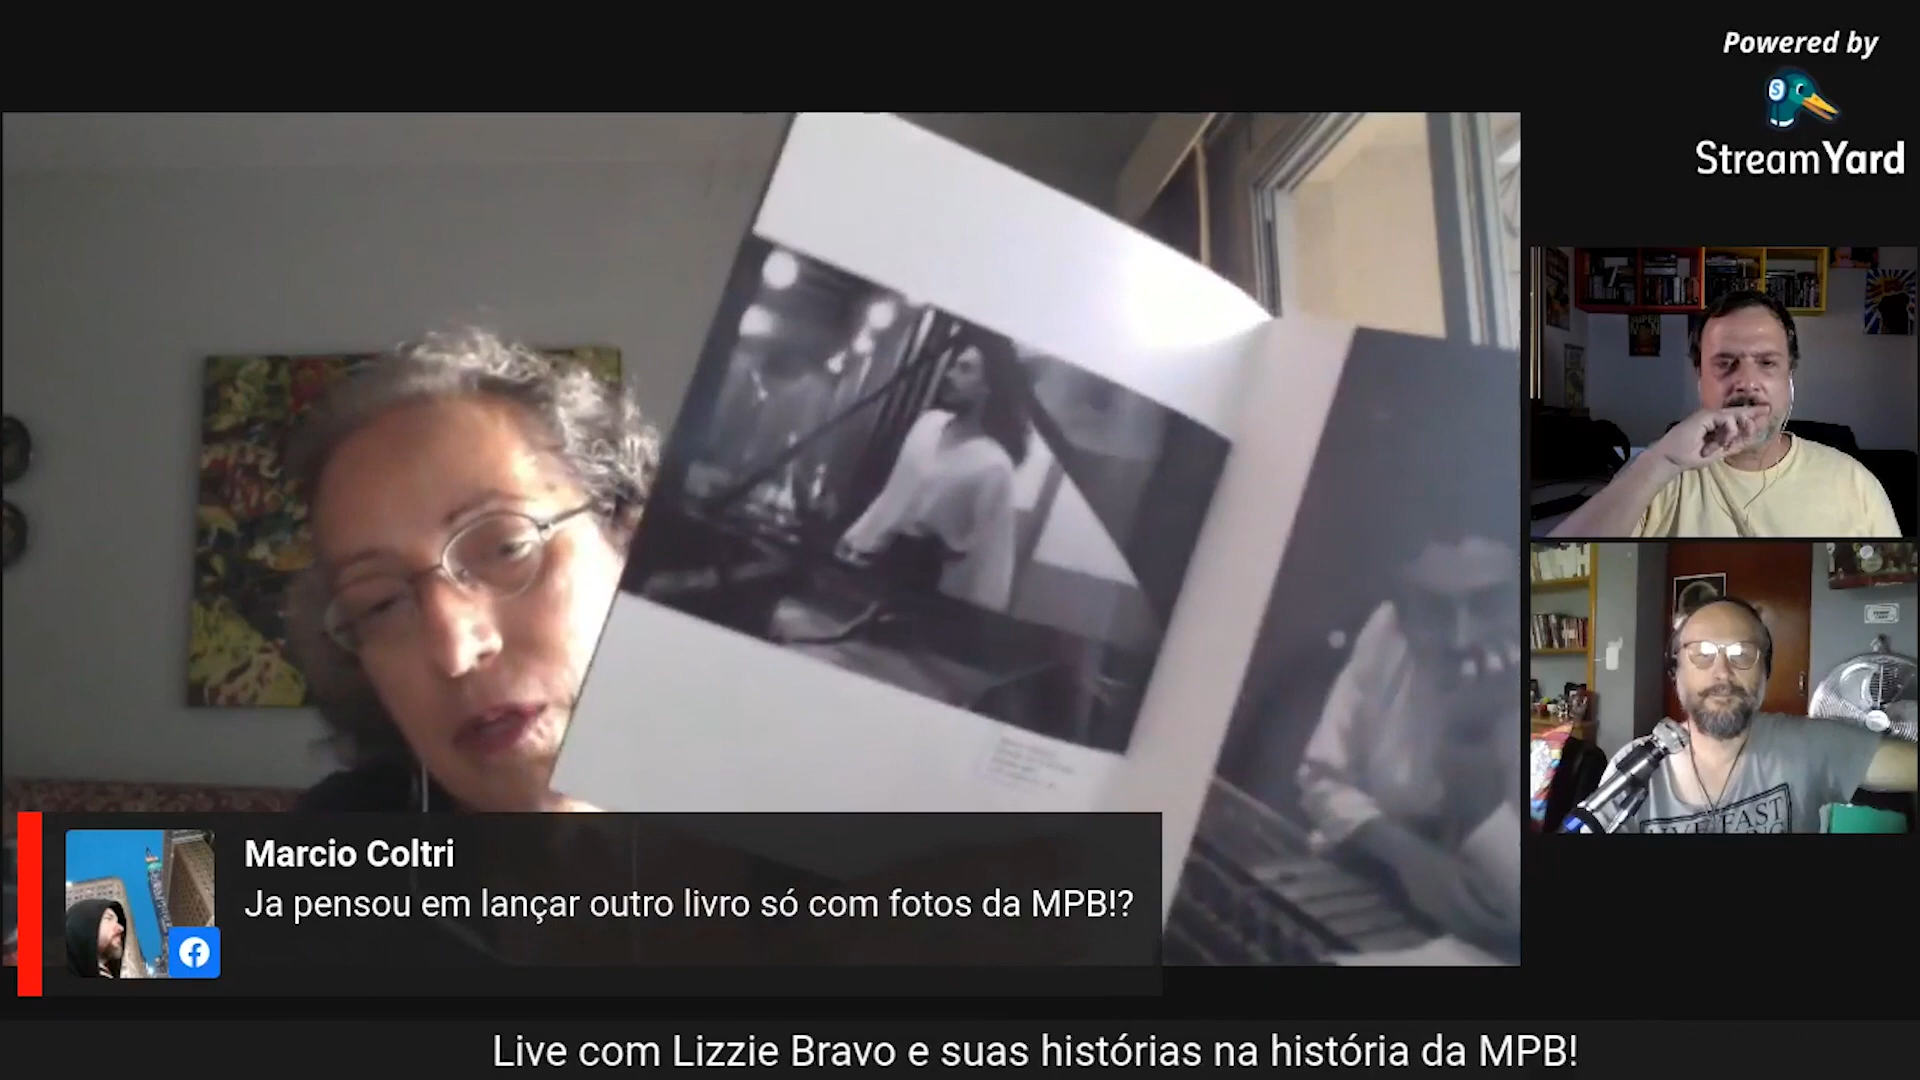 Powered by
StreamYard
Marcio Coltri
Ja pensou em lançar outro livro só com fotos da MPB!?
Live com Lizzie Bravo e suas histórias na história da MPB!